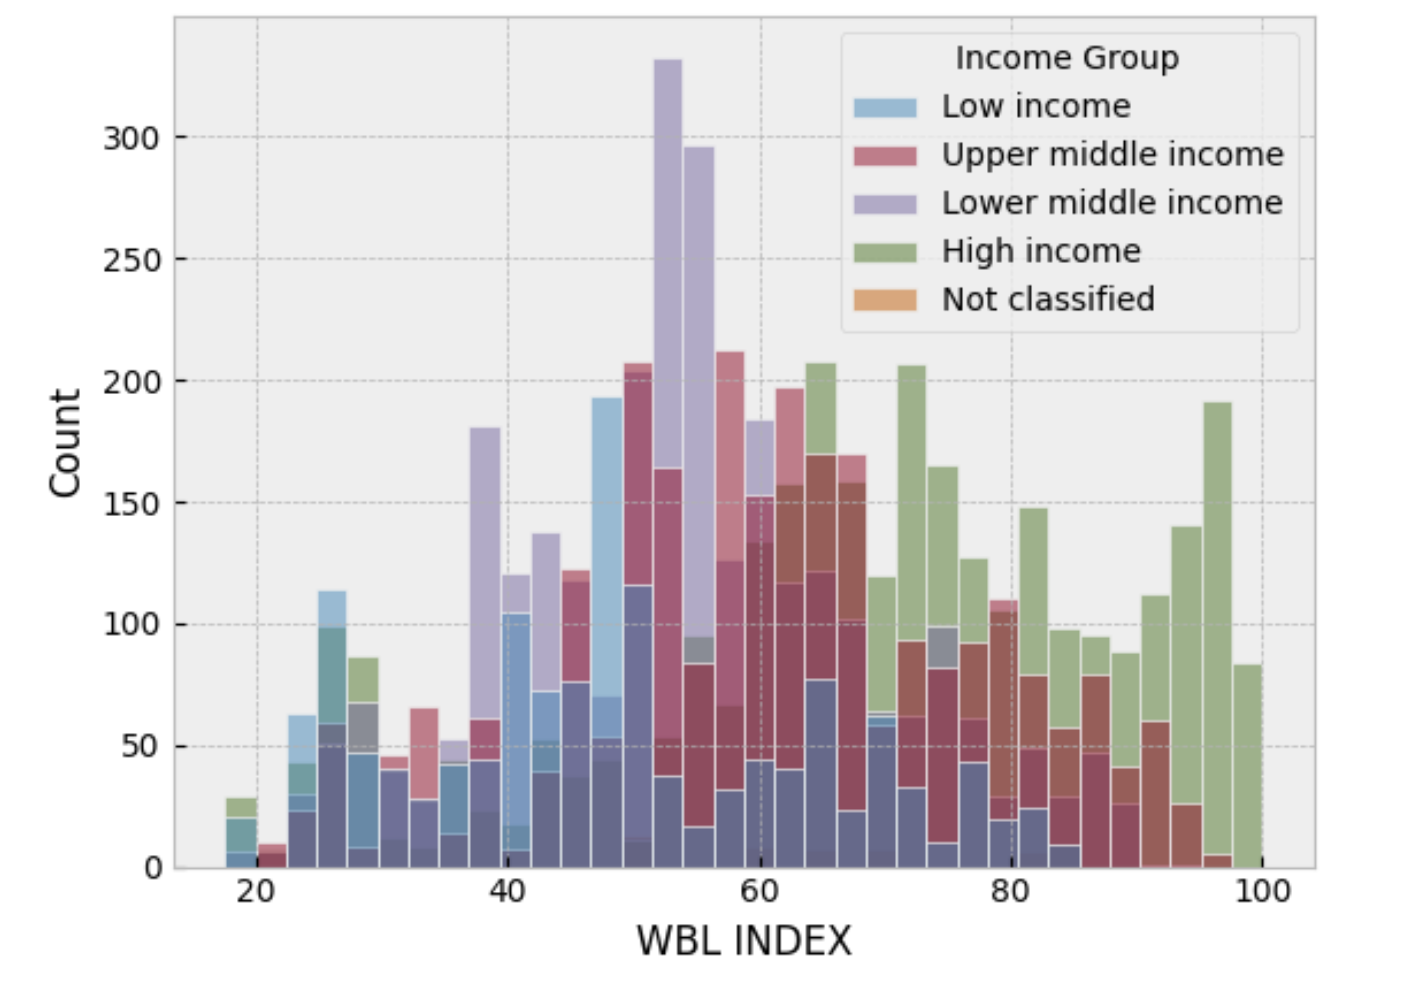 Income Group
Low income
Upper middle income
Lower middle income
High income
Not classified
300
250
200
150
100
50
0
Count
20 40 60 80 100
WBL INDEX